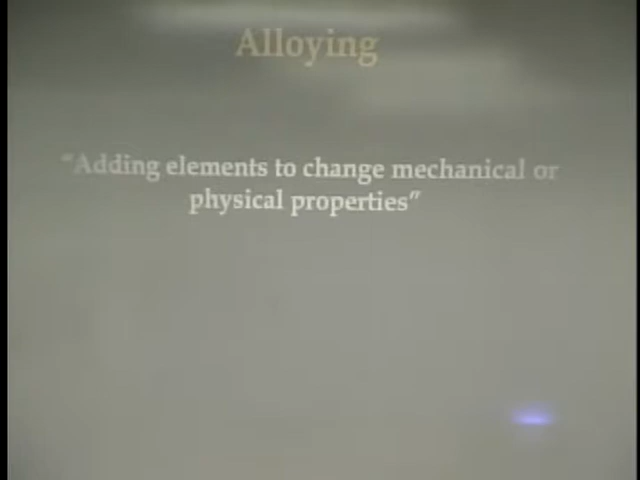 Alloying
"Adding elements to change mechanical or
physical properties"